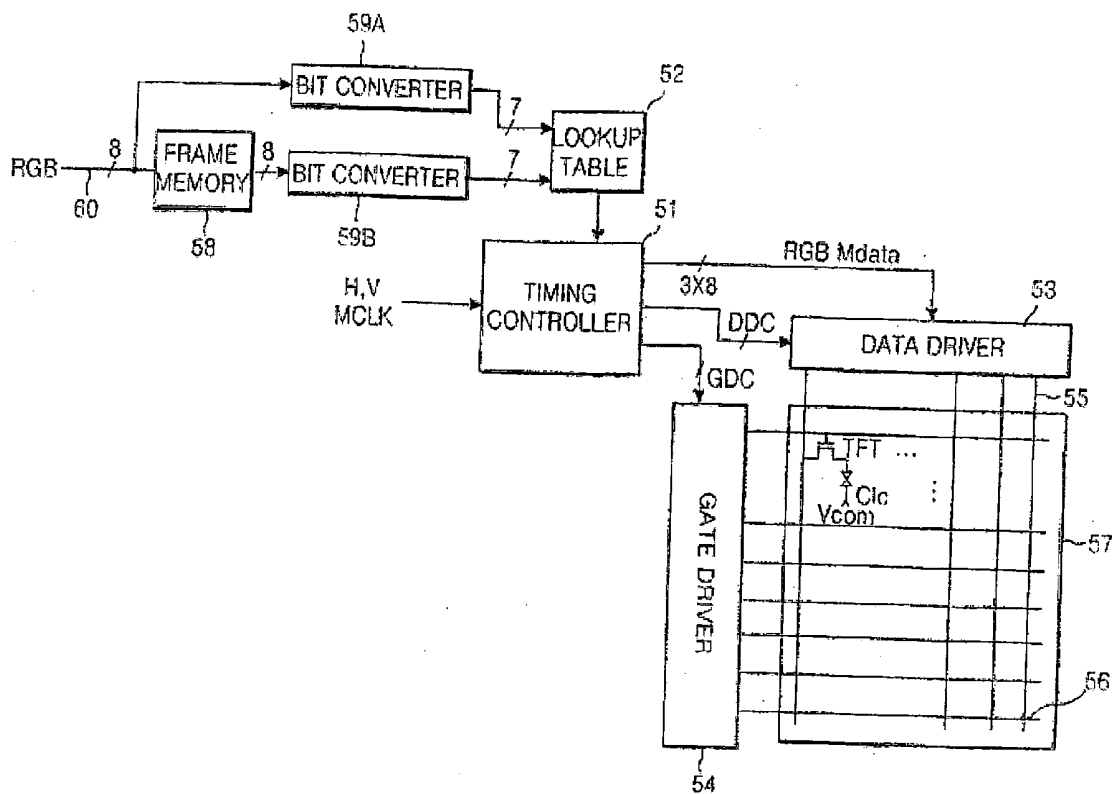 59A
BIT CONVERTER
52
7
LOOKUP
TABLE
RGB
8
FRAME
MEMORY
8
BIT CONVERTER
7
60
58
59B
51
TIMING
CONTROLLER
H,V
MCLK
RGB Mdata
3X8
53
DDC
DATA DRIVER
GDC
55
TFT ...
Clc
Vcom
GATE DRIVER
57
56
54